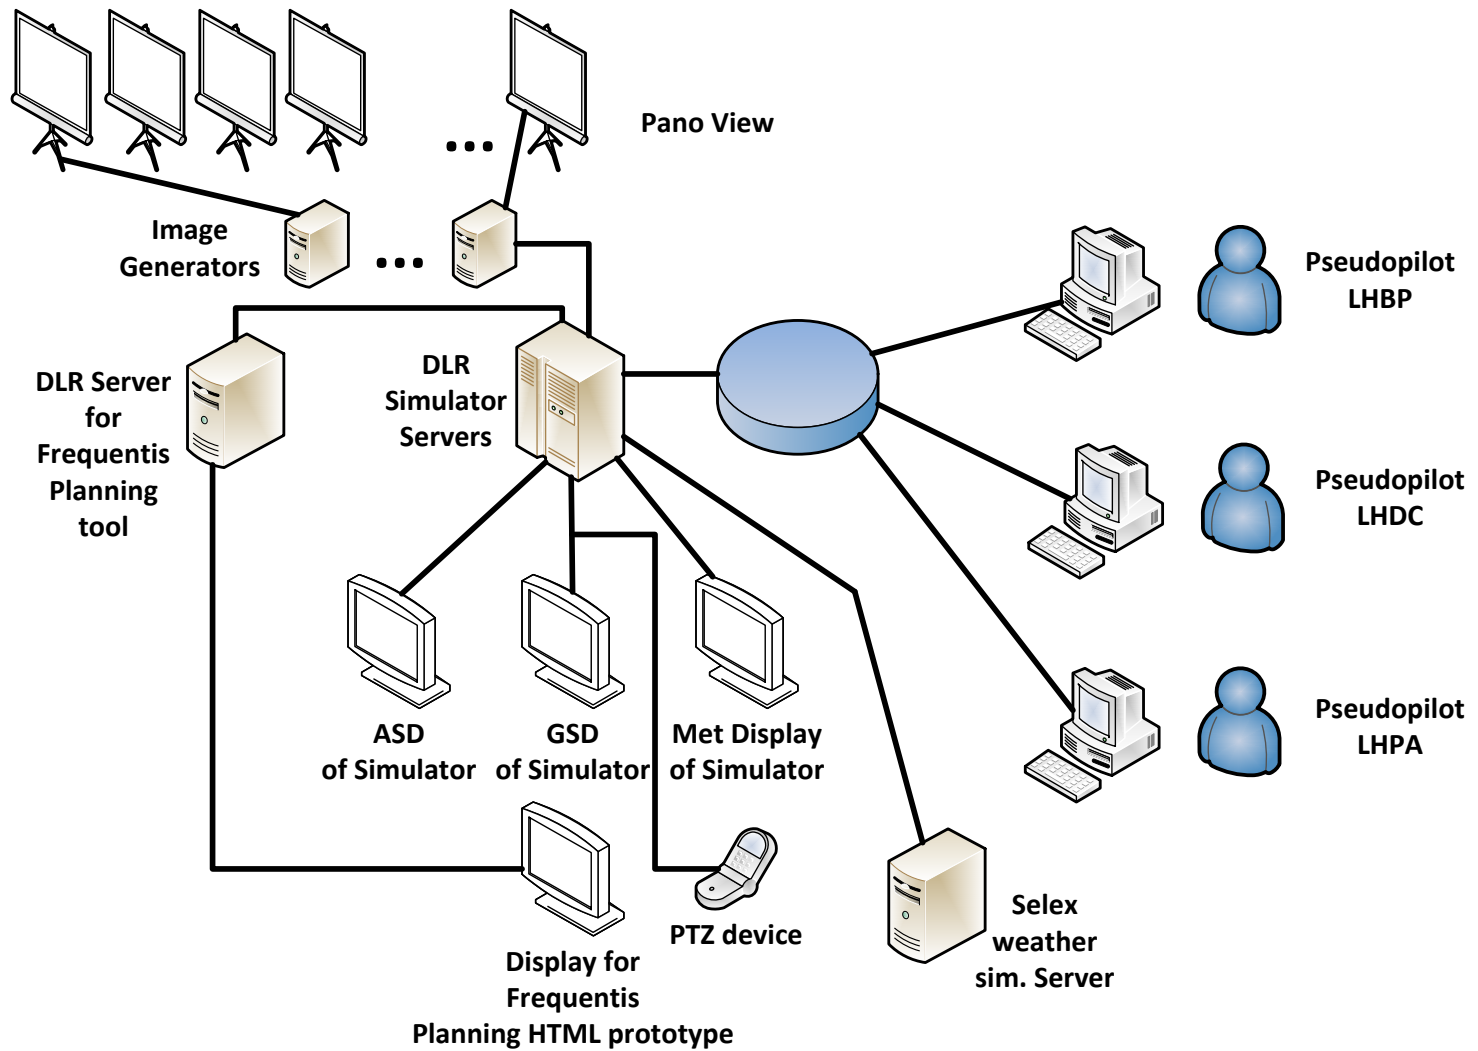 Pano View
Image
Generators
Pseudopilot
LHBP
DLR Server
for
Frequentis
Planning
tool
DLR
Simulator
Servers
Pseudopilot
LHDC
ASD
of Simulator
GSD
of Simulator
Met Display
of Simulator
Pseudopilot
LHPA
PTZ device
Selex
weather
sim. Server
Display for
Frequentis
Planning HTML prototype